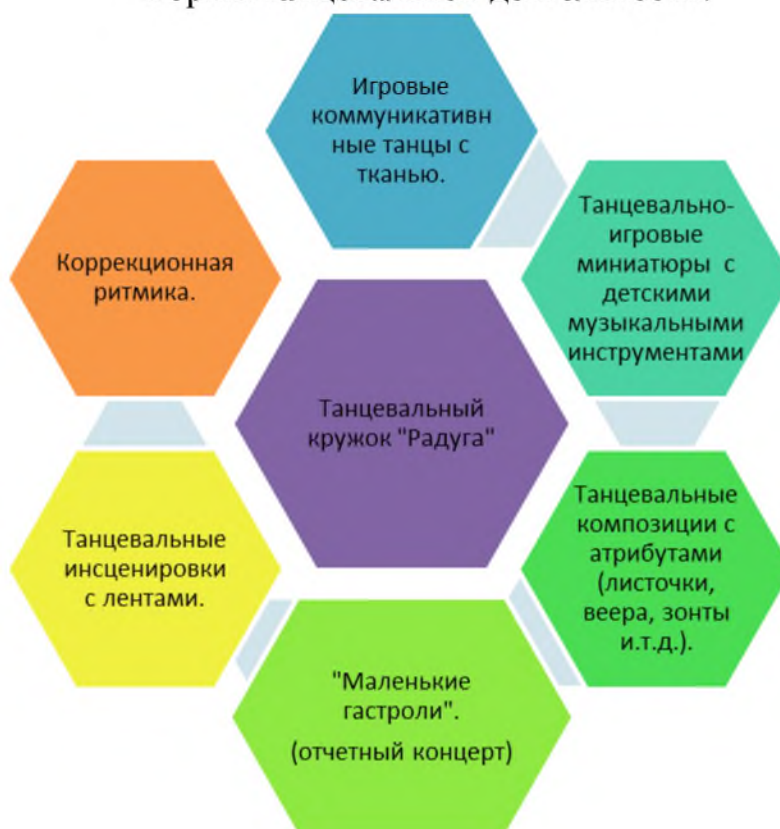 Игровые
коммуникативн
ные танцы с
тканью.
Танцевально-
игровые
миниатюры с
детскими
музыкальными
инструментами
Коррекционная
ритмика.
Танцевальный
кружок "Радуга"
Танцевальные
композиции с
атрибутами
(листочки,
веера, зонты
и.т.д.).
Танцевальные
инсценировки
с лентами.
"Маленькие
гастроли".
(отчетный концерт)